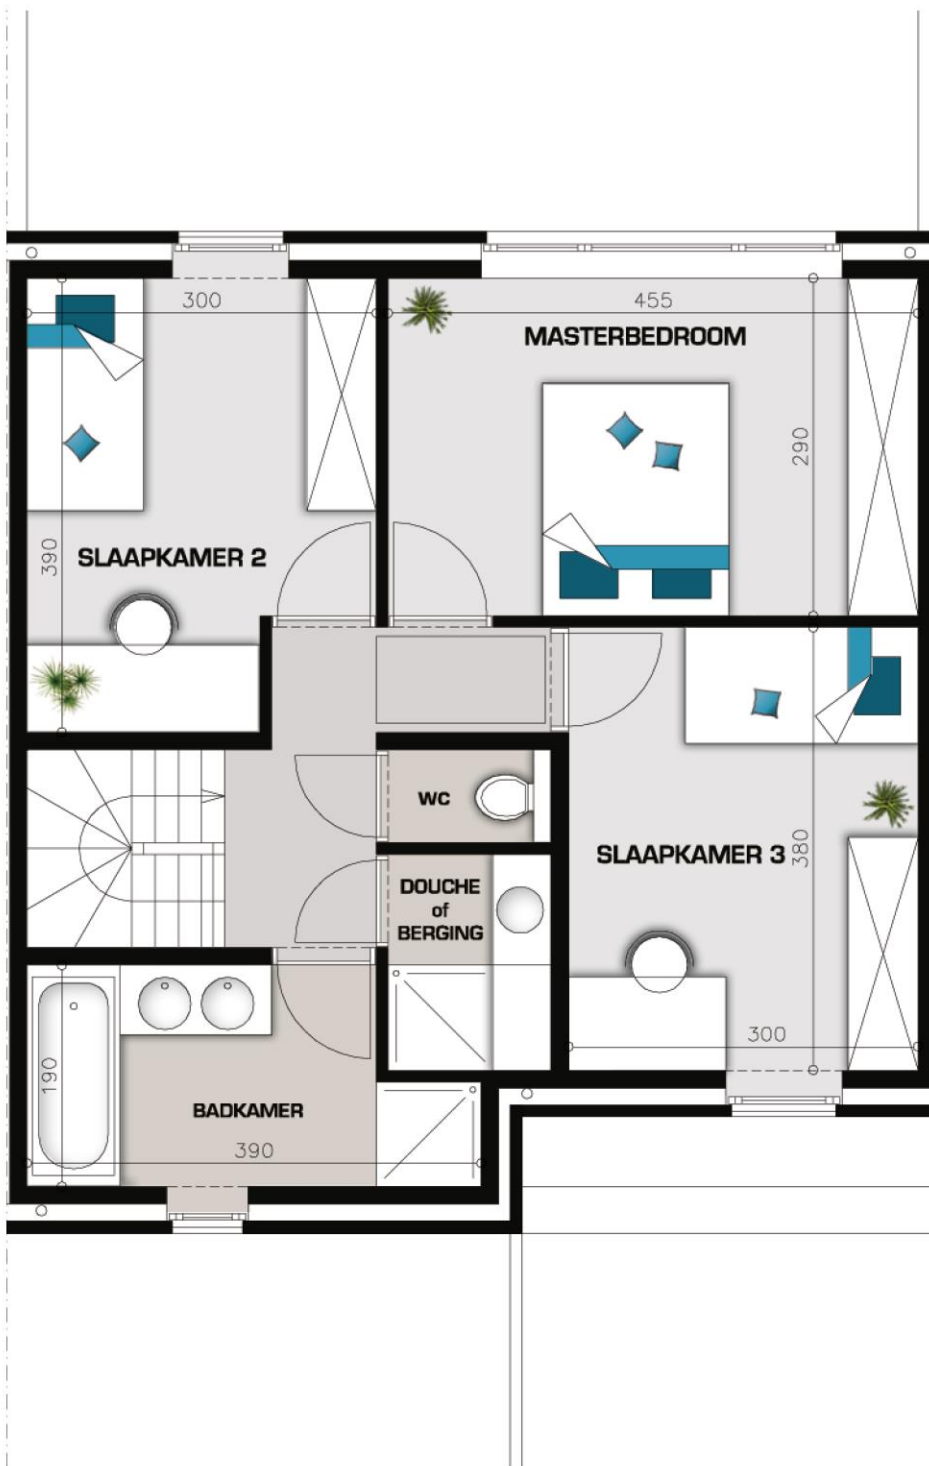 300
455
MASTERBEDROOM
290
390
SLAAPKAMER 2
WC
SLAAPKAMER 3
380
DOUCHE
of
BERGING
300
190
BADKAMER
390